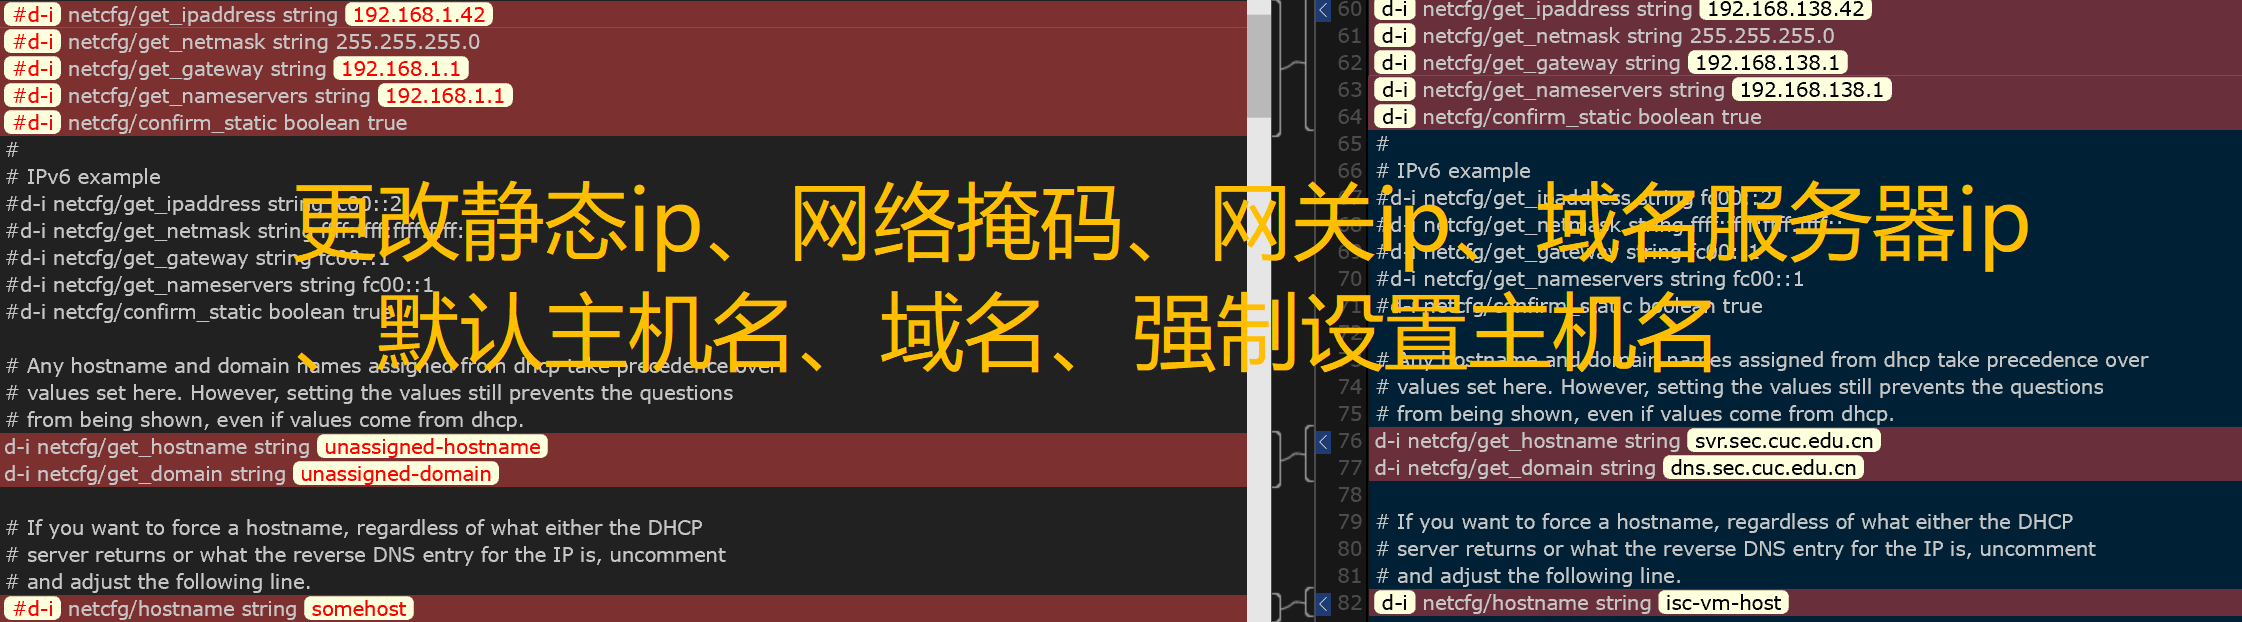 #d-i netcfg/get_ipaddress string 192.168.1.42
#d-i netcfg/get_netmask string 255.255.255.0
#d-i netcfg/get_gateway string 192.168.1.1
#d-i netcfg/get_nameservers string 192.168.1.1
#d-i netcfg/confirm_static boolean true
#
# IPv6 example
#d-i netcfg/get_ipaddress string fc00::2
#d-i netcfg/get_netmask string ffff:ffff:ffff:ffff::
#d-i netcfg/get_gateway string fc00::1
#d-i netcfg/get_nameservers string fc00::1
#d-i netcfg/confirm_static boolean true
# Any hostname and domain names assigned from dhcp take precedence over
# values set here. However, setting the values still prevents the questions
# from being shown, even if values come from dhcp.
d-i netcfg/get_hostname string unassigned-hostname
d-i netcfg/get_domain string unassigned-domain
# If you want to force a hostname, regardless of what either the DHCP
# server returns or what the reverse DNS entry for the IP is, uncomment
# and adjust the following line.
#d-i netcfg/hostname string somehost
更改静态ip、网络掩码、网关ip、域名服务器ip
、默认主机名、域名、强制设置主机名
60 d-i netcfg/get_ipaddress string 192.168.138.42
61 d-i netcfg/get_netmask string 255.255.255.0
62 d-i netcfg/get_gateway string 192.168.138.1
63 d-i netcfg/get_nameservers string 192.168.138.1
64 d-i netcfg/confirm_static boolean true
65 #
66 # IPv6 example
67 #d-i netcfg/get_ipaddress string fc00::2
68 #d-i netcfg/get_netmask string ffff:ffff:ffff:ffff::
69 #d-i netcfg/get_gateway string fc00::1
70 #d-i netcfg/get_nameservers string fc00::1
71 #d-i netcfg/confirm_static boolean true
72
73 # Any hostname and domain names assigned from dhcp take precedence over
74 # values set here. However, setting the values still prevents the questions
75 # from being shown, even if values come from dhcp.
76 d-i netcfg/get_hostname string svr.sec.cuc.edu.cn
77 d-i netcfg/get_domain string dns.sec.cuc.edu.cn
78
79 # If you want to force a hostname, regardless of what either the DHCP
80 # server returns or what the reverse DNS entry for the IP is, uncomment
81 # and adjust the following line.
82 d-i netcfg/hostname string isc-vm-host